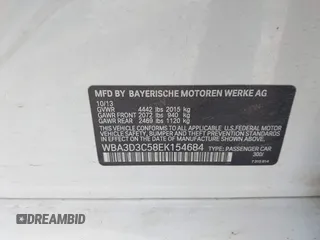 MFD BY BAYERISCHE MOTOREN WERKE AG
10/13
GVWR 4442 lbs 2015 kg
GAWR FRONT 2072 lbs 940 kg
GAWR REAR 2469 lbs 1120 kg
THIS VEHICLE CONFORMS TO ALL APPLICABLE
FEDERAL MOTOR VEHICLE SAFETY, BUMPER,
AND THEFT PREVENTION STANDARDS IN EFFECT
ON THE DATE OF MANUFACTURE SHOWN ABOVE.
WBA3D3C58EK154684 TYPE: PASSENGER CAR
DREAMBID